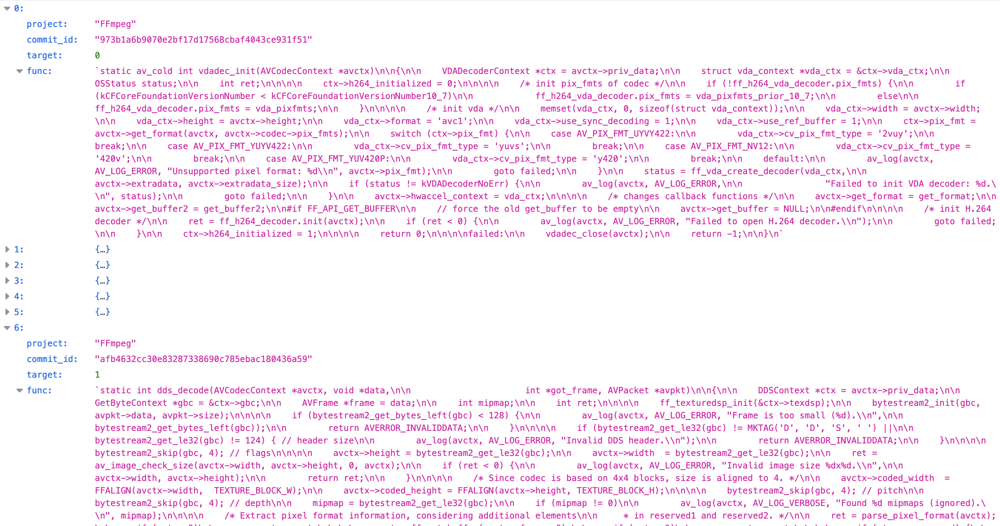 0:
project: "FFmpeg"
commit_id: "973b1a6b9070e2bf17d17568cbaf4043ce931f51"
target: 0
func: `static av_cold int vdadec_init(AVCodecContext *avctx)\n\n{\n\n    VDADecoderContext *ctx = avctx->priv_data;\n\n    struct vda_context *vda_ctx = &ctx->vda_ctx;\n\n
OSStatus status;\n\n    int ret;\n\n\n\n    ctx->h264_initialized = 0;\n\n\n\n    /* init pix_fmts of codec */\n\n    if (!ff_h264_vda_decoder.pix_fmts) {\n\n        if
(kCFCoreFoundationVersionNumber < kCFCoreFoundationVersionNumber10_7)\n\n            ff_h264_vda_decoder.pix_fmts = vda_pixfmts_prior_10_7;\n\n        else\n\n
ff_h264_vda_decoder.pix_fmts = vda_pixfmts;\n\n    }\n\n\n\n    /* init vda */\n\n    memset(vda_ctx, 0, sizeof(struct vda_context));\n\n    vda_ctx->width = avctx->width;
\n\n    vda_ctx->height = avctx->height;\n\n    vda_ctx->format = 'avc1';\n\n    vda_ctx->use_sync_decoding = 1;\n\n    vda_ctx->use_ref_buffer = 1;\n\n    ctx->pix_fmt =
avctx->get_format(avctx, avctx->codec->pix_fmts);\n\n    switch (ctx->pix_fmt) {\n\n    case AV_PIX_FMT_UYVY422:\n\n        vda_ctx->cv_pix_fmt_type = '2vuy';\n\n
break;\n\n    case AV_PIX_FMT_YUYV422:\n\n        vda_ctx->cv_pix_fmt_type = 'yuvs';\n\n        break;\n\n    case AV_PIX_FMT_NV12:\n\n        vda_ctx->cv_pix_fmt_type =
'420v';\n\n        break;\n\n    case AV_PIX_FMT_YUV420P:\n\n        vda_ctx->cv_pix_fmt_type = 'y420';\n\n        break;\n\n    default:\n\n        av_log(avctx,
AV_LOG_ERROR, "Unsupported pixel format: %d\\n", avctx->pix_fmt);\n\n        goto failed;\n\n    }\n\n    status = ff_vda_create_decoder(vda_ctx,\n\n
avctx->extradata, avctx->extradata_size);\n\n    if (status != kVDADecoderNoErr) {\n\n        av_log(avctx, AV_LOG_ERROR,\n\n                "Failed to init VDA decoder: %d.\
\n", status);\n\n        goto failed;\n\n    }\n\n    avctx->hwaccel_context = vda_ctx;\n\n\n\n    /* changes callback functions */\n\n    avctx->get_format = get_format;\n\n
avctx->get_buffer2 = get_buffer2;\n\n#if FF_API_GET_BUFFER\n\n    // force the old get_buffer to be empty\n\n    avctx->get_buffer = NULL;\n\n#endif\n\n\n\n    /* init H.264
decoder */\n\n    ret = ff_h264_decoder.init(avctx);\n\n    if (ret < 0) {\n\n        av_log(avctx, AV_LOG_ERROR, "Failed to open H.264 decoder.\\n");\n\n        goto failed;
\n\n    }\n\n    ctx->h264_initialized = 1;\n\n\n\n    return 0;\n\n\n\nfailed:\n\n    vdadec_close(avctx);\n\n    return -1;\n\n}\n`
1: {…}
2: {…}
3: {…}
4: {…}
5: {…}
6:
project: "FFmpeg"
commit_id: "afb4632cc30e83287338690c785ebac180436a59"
target: 1
func: `static int dds_decode(AVCodecContext *avctx, void *data,\n\n                      int *got_frame, AVPacket *avpkt)\n\n{\n\n    DDSContext *ctx = avctx->priv_data;\n\n
GetByteContext *gbc = &ctx->gbc;\n\n    AVFrame *frame = data;\n\n    int mipmap;\n\n    int ret;\n\n\n\n    ff_texturedsp_init(&ctx->texdsp);\n\n    bytestream2_init(gbc,
avpkt->data, avpkt->size);\n\n\n\n    if (bytestream2_get_bytes_left(gbc) < 128) {\n\n        av_log(avctx, AV_LOG_ERROR, "Frame is too small (%d).\\n",\n\n
bytestream2_get_bytes_left(gbc));\n\n        return AVERROR_INVALIDDATA;\n\n    }\n\n\n\n    if (bytestream2_get_le32(gbc) != MKTAG('D', 'D', 'S', ' ') ||\n\n
bytestream2_get_le32(gbc) != 124) { // header size\n\n        av_log(avctx, AV_LOG_ERROR, "Invalid DDS header.\\n");\n\n        return AVERROR_INVALIDDATA;\n\n    }\n\n\n\n
bytestream2_skip(gbc, 4); // flags\n\n\n\n    avctx->height = bytestream2_get_le32(gbc);\n\n    avctx->width  = bytestream2_get_le32(gbc);\n\n    ret =
av_image_check_size(avctx->width, avctx->height, 0, avctx);\n\n    if (ret < 0) {\n\n        av_log(avctx, AV_LOG_ERROR, "Invalid image size %dx%d.\\n",\n\n
avctx->width, avctx->height);\n\n        return ret;\n\n    }\n\n\n\n    /* Since codec is based on 4x4 blocks, size is aligned to 4. */\n\n    avctx->coded_width  =
FFALIGN(avctx->width,  TEXTURE_BLOCK_W);\n\n    avctx->coded_height = FFALIGN(avctx->height, TEXTURE_BLOCK_H);\n\n\n\n    bytestream2_skip(gbc, 4); // pitch\n\n
bytestream2_skip(gbc, 4); // depth\n\n    mipmap = bytestream2_get_le32(gbc);\n\n    if (mipmap != 0)\n\n        av_log(avctx, AV_LOG_VERBOSE, "Found %d mipmaps (ignored).\
\n", mipmap);\n\n\n\n    /* Extract pixel format information, considering additional elements\n\n     * in reserved1 and reserved2. */\n\n    ret = parse_pixel_format(avctx);